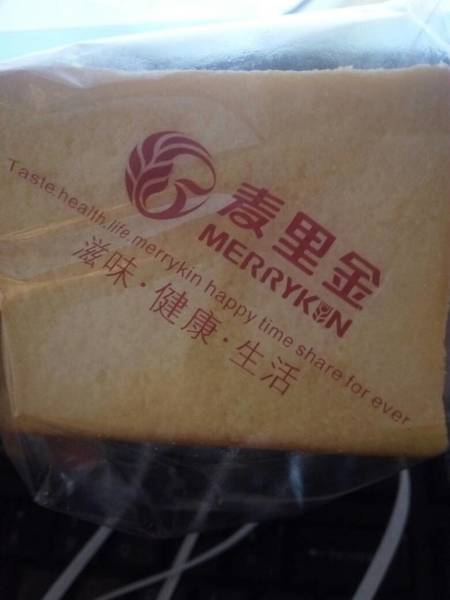 麦里金
MERRYKIN
Taste.health.life.merrykin happy time share for ever
滋味·健康·生活